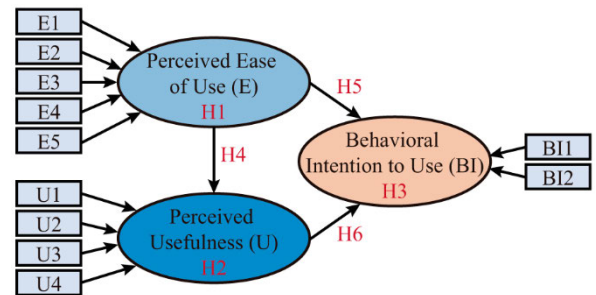 E1
E2
E3
E4
E5
Perceived Ease
of Use (E)
H1
H5
H4
Behavioral
Intention to Use (BI)
H3
BI1
BI2
U1
U2
U3
U4
Perceived
Usefulness (U)
H2
H6